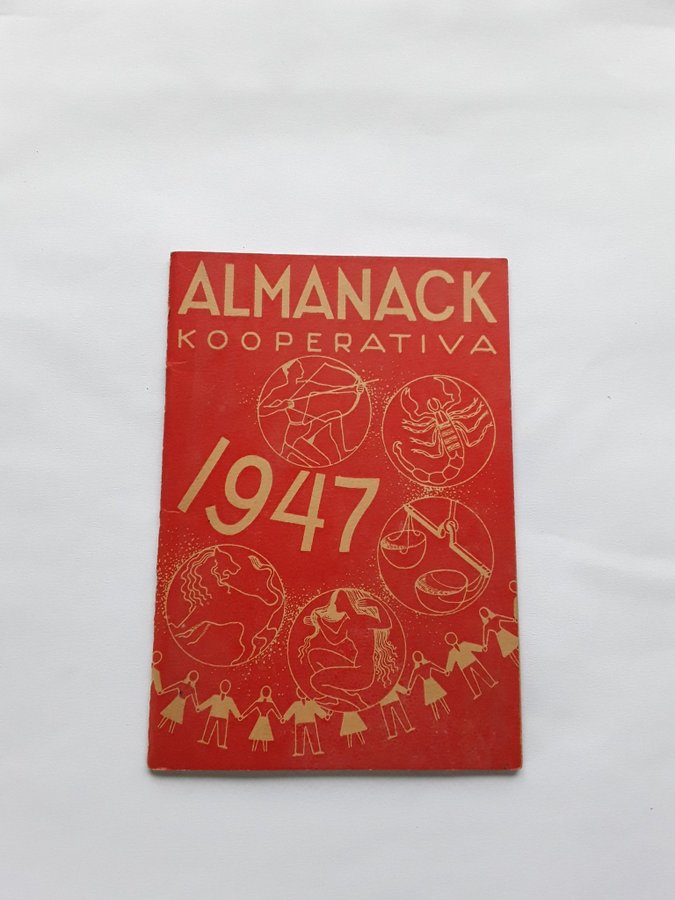 ALMANACK
KOOPERATIVA
1947